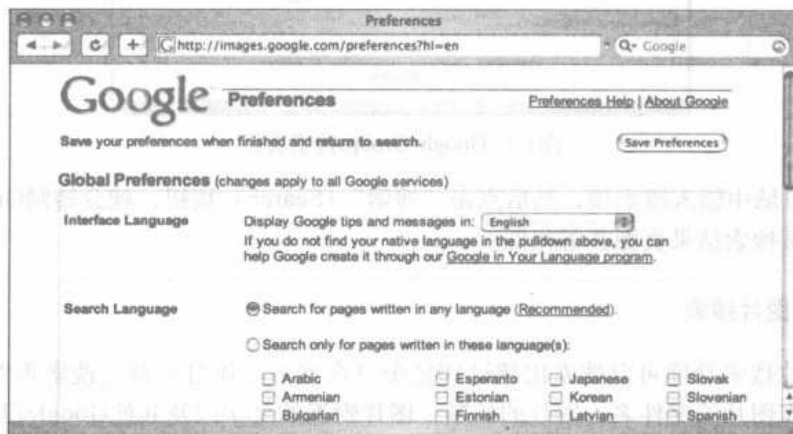 Preferences
http://images.google.com/preferences?hl=en
Google
Google Preferences
Preferences Help | About Google
Save your preferences when finished and return to search.
Save Preferences
Global Preferences (changes apply to all Google services)
Interface Language
Display Google tips and messages in: English
If you do not find your native language in the pulldown above, you can
help Google create it through our Google in Your Language program.
Search Language
Search for pages written in any language (Recommended).
Search only for pages written in these language(s):
Arabic Esperanto Japanese Slovak
Armenian Estonian Korean Slovenian
Bulgarian Finnish Latvian Spanish